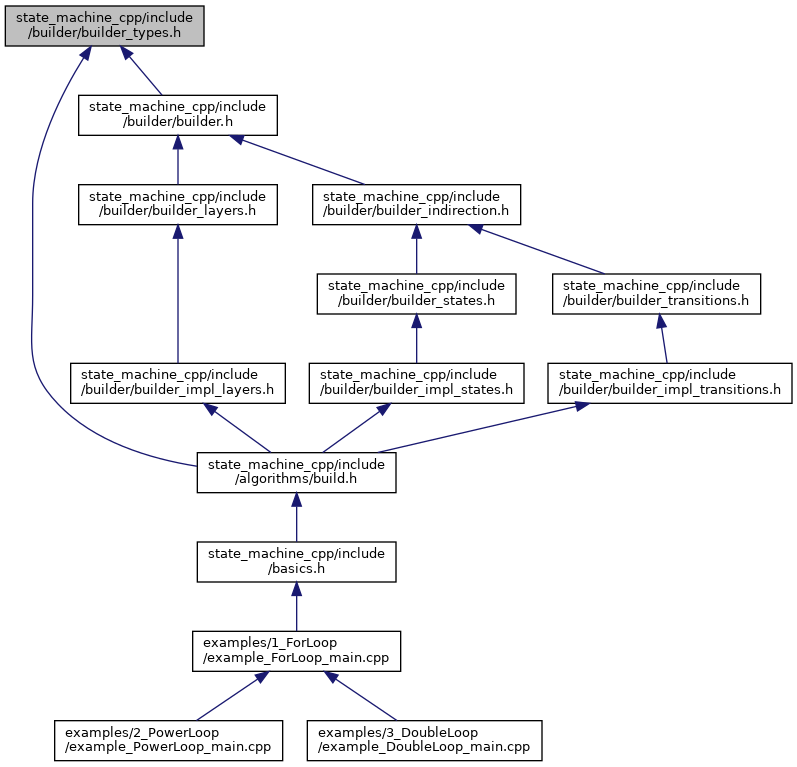 state_machine_cpp/include
/builder/builder_types.h
state_machine_cpp/include
/builder/builder.h
state_machine_cpp/include
/builder/builder_layers.h
state_machine_cpp/include
/builder/builder_indirection.h
state_machine_cpp/include
/builder/builder_states.h
state_machine_cpp/include
/builder/builder_transitions.h
state_machine_cpp/include
/builder/builder_impl_layers.h
state_machine_cpp/include
/builder/builder_impl_states.h
state_machine_cpp/include
/builder/builder_impl_transitions.h
state_machine_cpp/include
/algorithms/build.h
state_machine_cpp/include
/basics.h
examples/1_ForLoop
/example_ForLoop_main.cpp
examples/2_PowerLoop
/example_PowerLoop_main.cpp
examples/3_DoubleLoop
/example_DoubleLoop_main.cpp